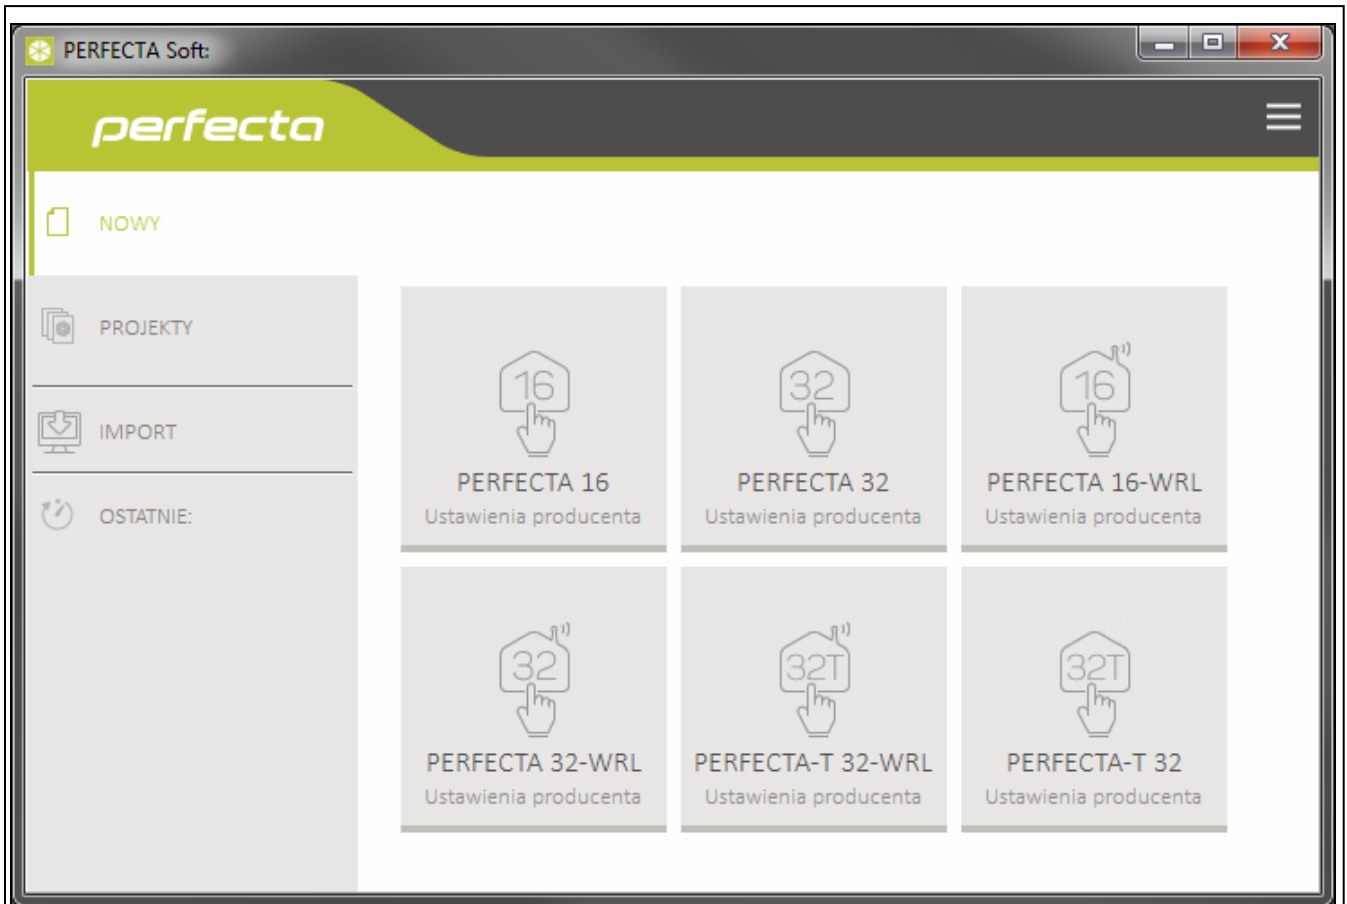 PERFECTA Soft:
perfecta
NOWY
PROJEKTY
IMPORT
OSTATNIE:
16
PERFECTA 16
Ustawienia producenta
32
PERFECTA 32
Ustawienia producenta
16
PERFECTA 16-WRL
Ustawienia producenta
32
PERFECTA 32-WRL
Ustawienia producenta
32T
PERFECTA-T 32-WRL
Ustawienia producenta
32T
PERFECTA-T 32
Ustawienia producenta